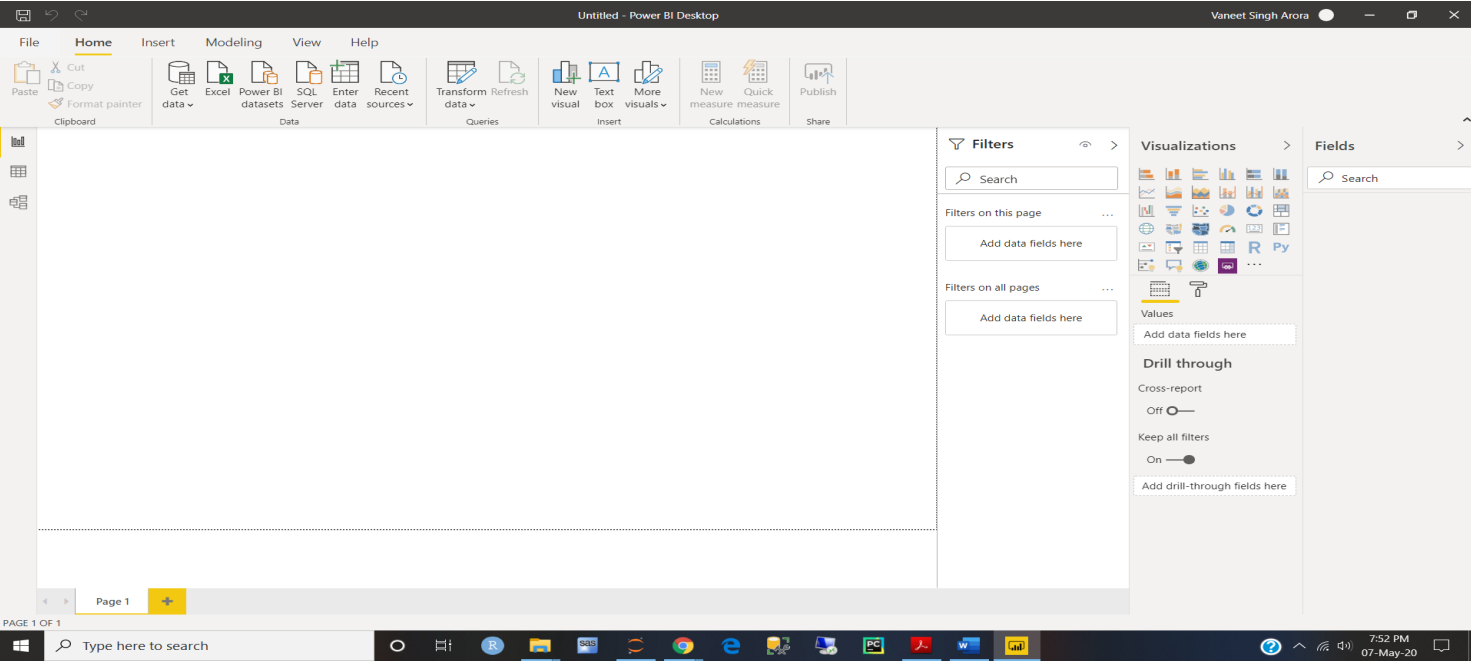 Untitled - Power BI Desktop
Vaneet Singh Arora
File Home Insert Modeling View Help
Paste
Cut
Copy
Format painter
Clipboard
Get data
Excel
Power BI datasets
SQL Server
Enter data
Recent sources
Data
Transform data
Refresh
Queries
New visual
Text box
More visuals
Insert
New measure
Quick measure
Calculations
Publish
Share
Filters
Search
Filters on this page ...
Add data fields here
Filters on all pages ...
Add data fields here
Visualizations
R Py
...
Values
Add data fields here
Drill through
Cross-report
Off
Keep all filters
On
Add drill-through fields here
Fields
Search
Page 1
PAGE 1 OF 1
Type here to search
R
sas
PC
W
7:52 PM
07-May-20